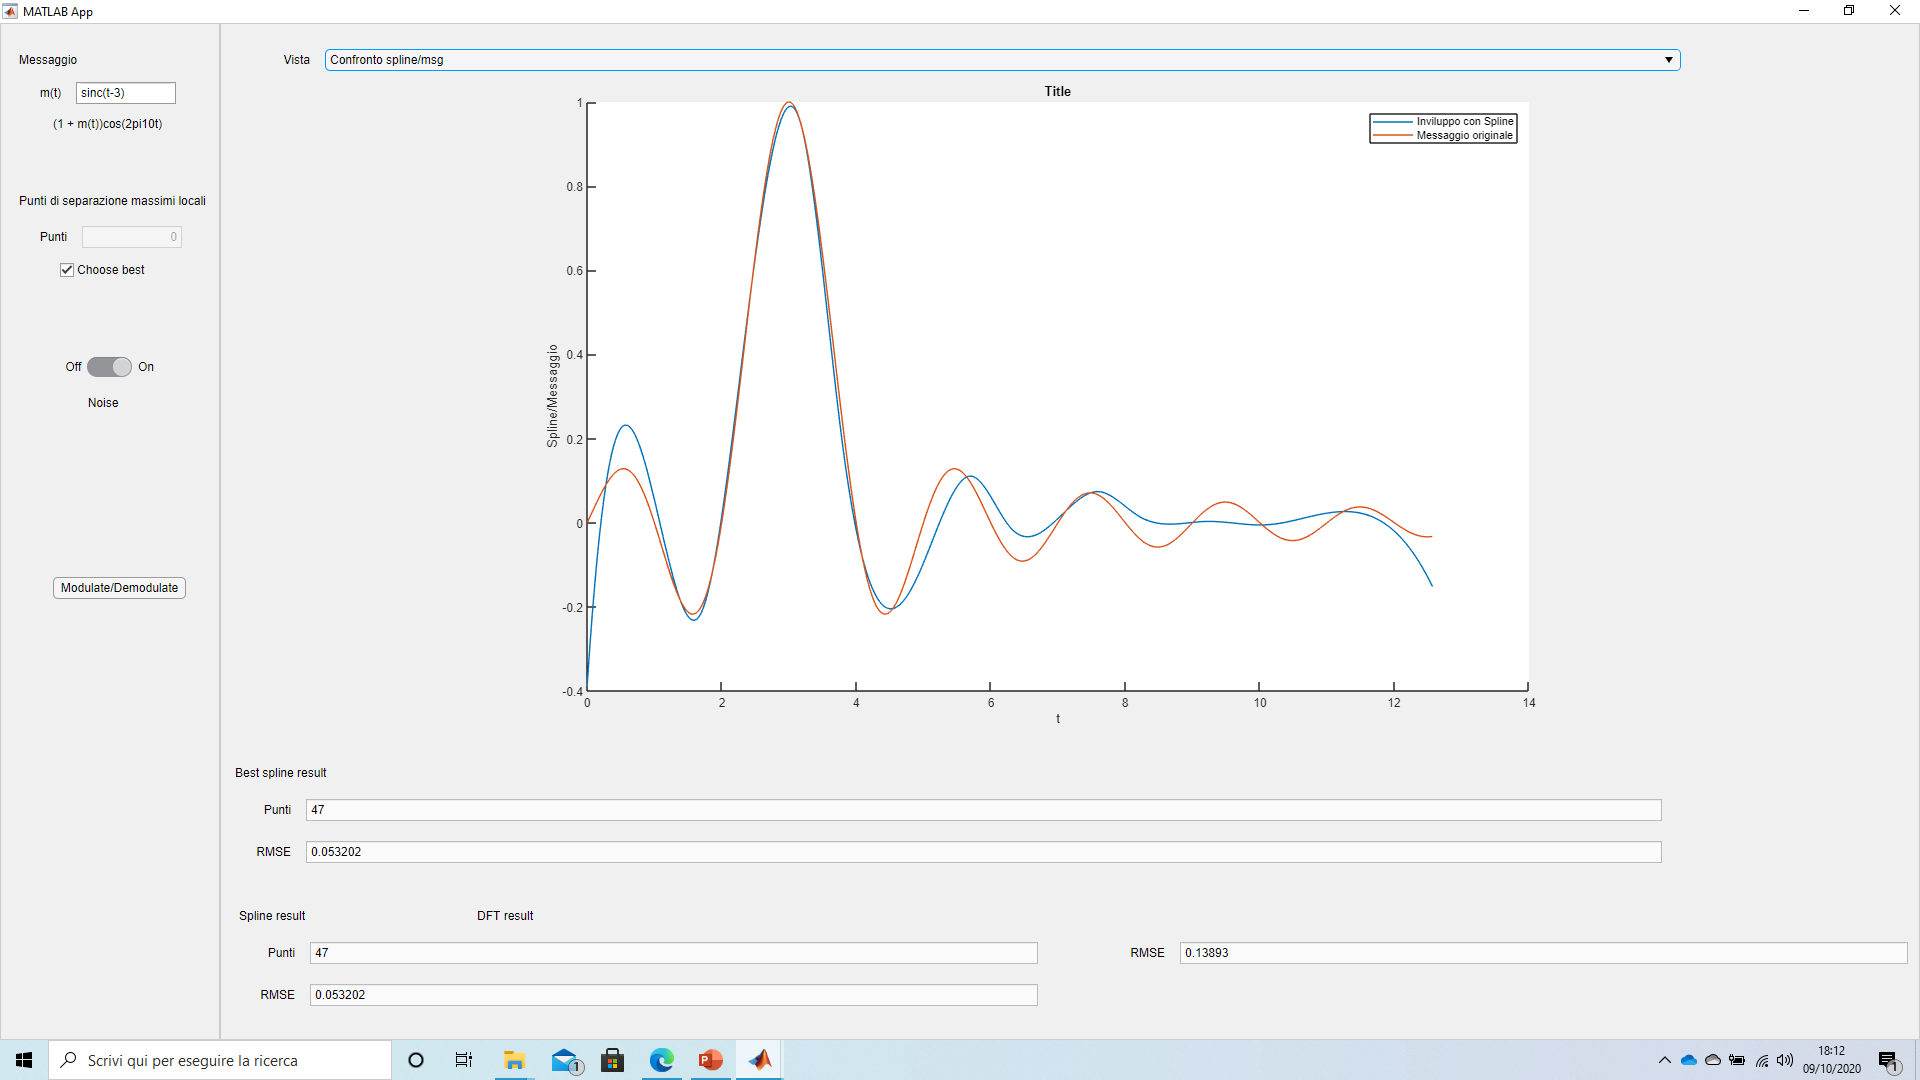 MATLAB App
Messaggio
m(t) sinc(t-3)
(1 + m(t))cos(2pi10t)
Punti di separazione massimi locali
Punti 0
Choose best
Off On
Noise
Modulate/Demodulate
Vista Confronto spline/msg
Title
Inviluppo con Spline
Messaggio originale
Spline/Messaggio
1
0.8
0.6
0.4
0.2
0
-0.2
-0.4
0 2 4 6 8 10 12 14
t
Best spline result
Punti 47
RMSE 0.053202
Spline result DFT result
Punti 47 RMSE 0.13893
RMSE 0.053202
Scrivi qui per eseguire la ricerca
1
18:12
09/10/2020
1